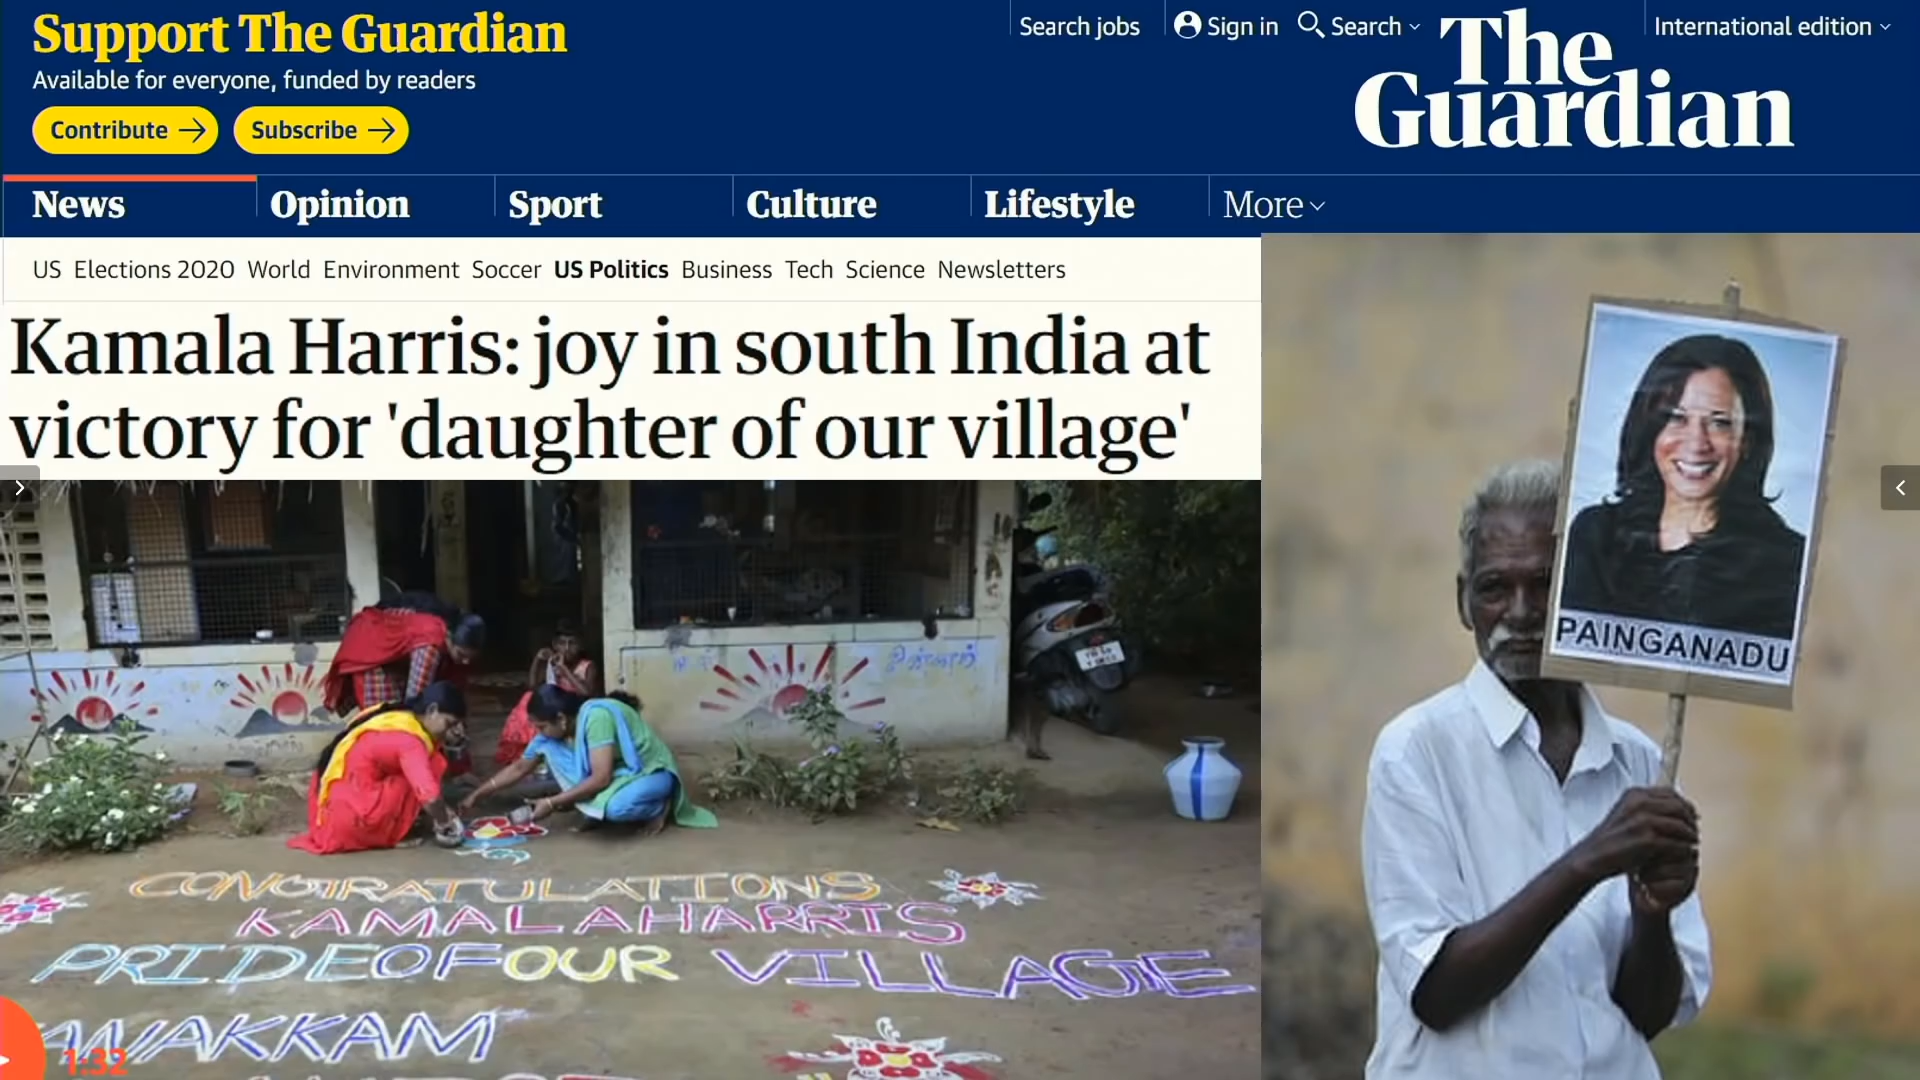 Support The Guardian
Available for everyone, funded by readers
Contribute →
Subscribe →
Search jobs
Sign in
Search
International edition
The
Guardian
News
Opinion
Sport
Culture
Lifestyle
More
US Elections 2020 World Environment Soccer US Politics Business Tech Science Newsletters
Kamala Harris: joy in south India at
victory for 'daughter of our village'
PAINGANADU
CONGRATULATIONS
KAMALAHARRIS
PRIDE OF OUR VILLAGE
1:32